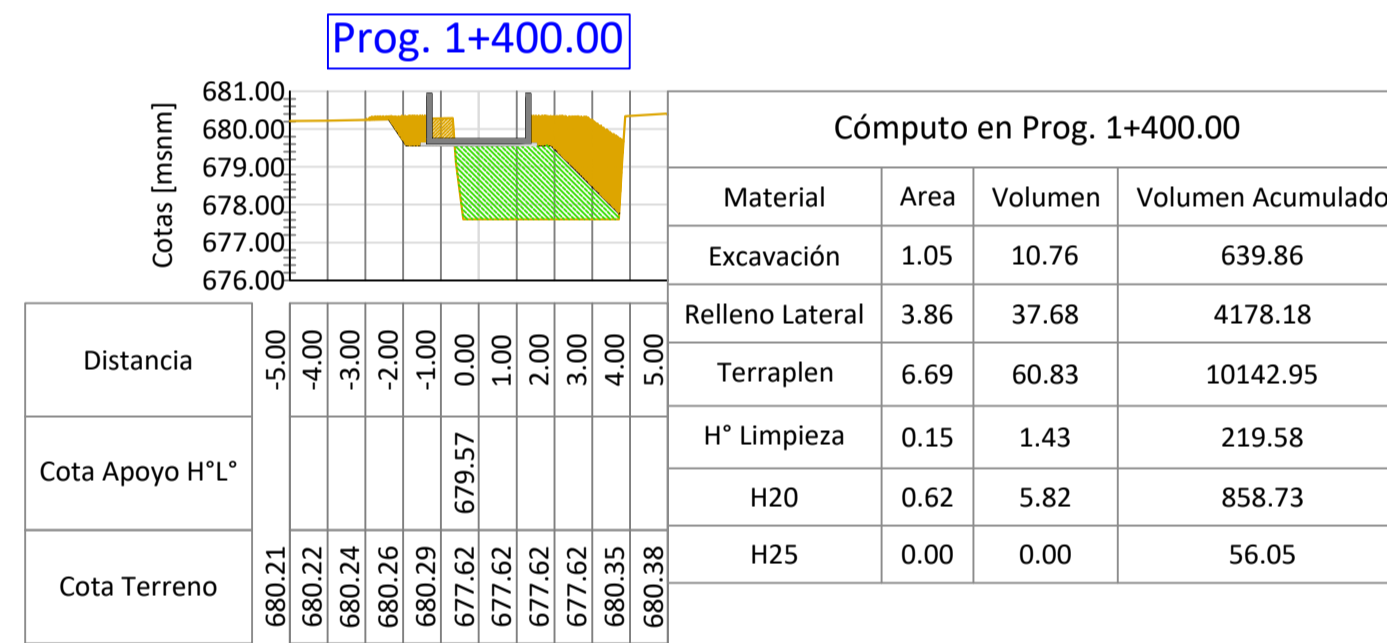 Prog. 1+400.00
Cotas [msnm]
681.00
680.00
679.00
678.00
677.00
676.00
Distancia -5.00 -4.00 -3.00 -2.00 -1.00 0.00 1.00 2.00 3.00 4.00 5.00
Cota Apoyo H°L° 679.57
Cota Terreno 680.21 680.22 680.24 680.26 680.29 677.62 677.62 677.62 677.62 680.35 680.38
Cómputo en Prog. 1+400.00
Material Area Volumen Volumen Acumulado
Excavación 1.05 10.76 639.86
Relleno Lateral 3.86 37.68 4178.18
Terraplen 6.69 60.83 10142.95
H° Limpieza 0.15 1.43 219.58
H20 0.62 5.82 858.73
H25 0.00 0.00 56.05